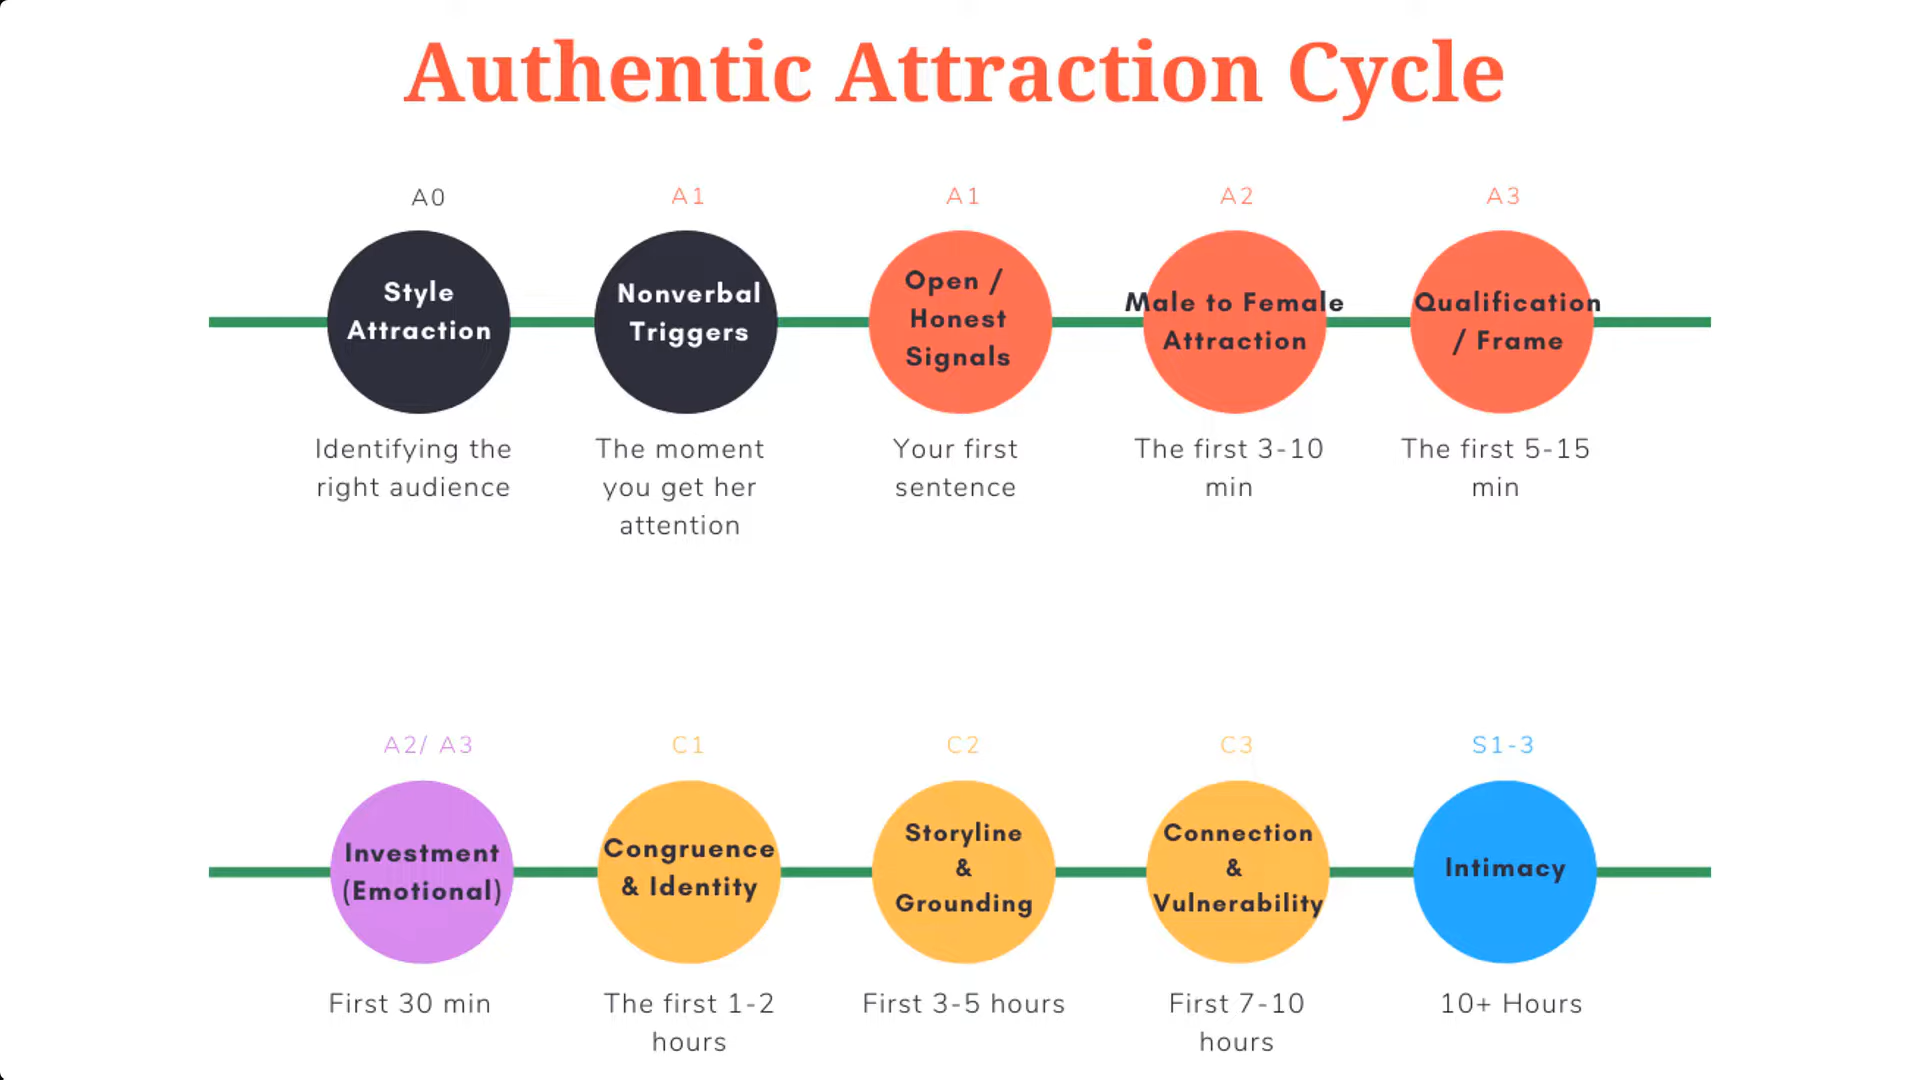 Authentic Attraction Cycle
A0
A1
A1
A2
A3
Style
Attraction
Nonverbal
Triggers
Open /
Honest
Signals
Male to Female
Attraction
Qualification
/ Frame
Identifying the
right audience
The moment
you get her
attention
Your first
sentence
The first 3-10
min
The first 5-15
min
A2/ A3
C1
C2
C3
S1-3
Investment
(Emotional)
Congruence
& Identity
Storyline
&
Grounding
Connection
&
Vulnerability
Intimacy
First 30 min
The first 1-2
hours
First 3-5 hours
First 7-10
hours
10+ Hours